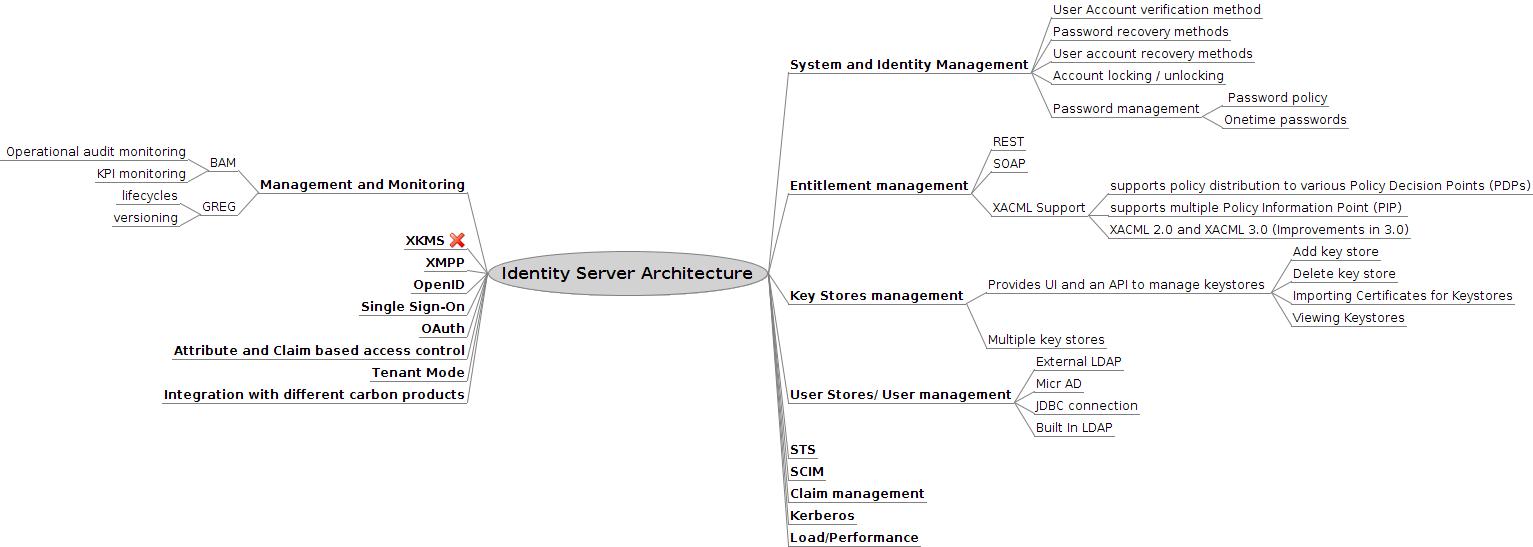 Identity Server Architecture
System and Identity Management
User Account verification method
Password recovery methods
User account recovery methods
Account locking / unlocking
Password management
Password policy
Onetime passwords
Entitlement management
REST
SOAP
XACML Support
supports policy distribution to various Policy Decision Points (PDPs)
supports multiple Policy Information Point (PIP)
XACML 2.0 and XACML 3.0 (Improvements in 3.0)
Key Stores management
Provides UI and an API to manage keystores
Add key store
Delete key store
Importing Certificates for Keystores
Viewing Keystores
Multiple key stores
User Stores/ User management
External LDAP
Micr AD
JDBC connection
Built In LDAP
STS
SCIM
Claim management
Kerberos
Load/Performance
Management and Monitoring
BAM
Operational audit monitoring
KPI monitoring
GREG
lifecycles
versioning
XKMS
XMPP
OpenID
Single Sign-On
OAuth
Attribute and Claim based access control
Tenant Mode
Integration with different carbon products